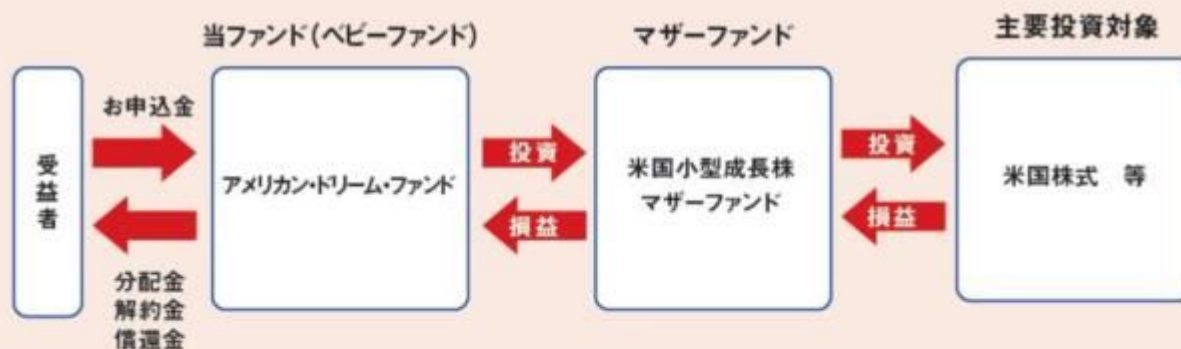 当ファンド(ベビーファンド)
マザーファンド
主要投資対象
受益者
お申込金
分配金
解約金
償還金
アメリカン・ドリーム・ファンド
投資
損益
米国小型成長株
マザーファンド
投資
損益
米国株式 等